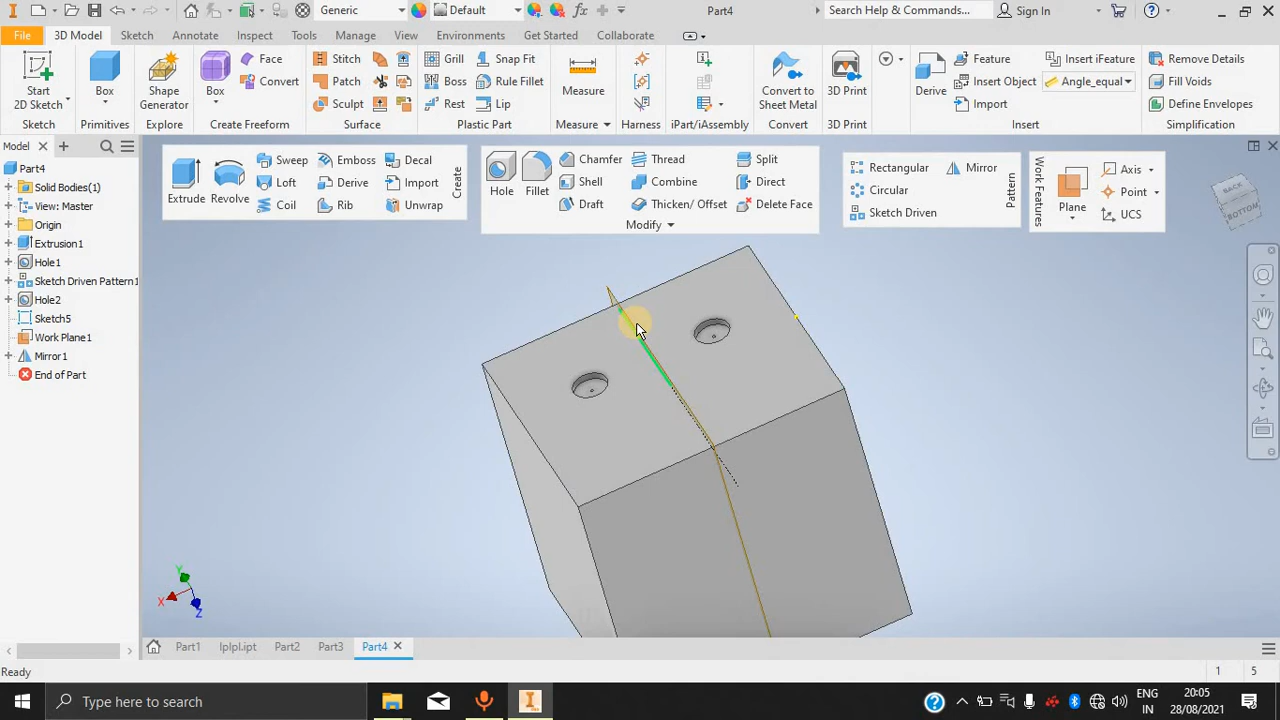 Generic
Default
fx
Part4
Search Help & Commands...
Sign In
File
3D Model
Sketch
Annotate
Inspect
Tools
Manage
View
Environments
Get Started
Collaborate
Start
2D Sketch
Sketch
Box
Primitives
Shape
Generator
Explore
Box
Face
Convert
Create Freeform
Stitch
Patch
Sculpt
Surface
Grill
Boss
Rest
Snap Fit
Rule Fillet
Lip
Plastic Part
Measure
Measure
Harness
iPart/iAssembly
Convert to
Sheet Metal
Convert
3D Print
3D Print
Derive
Feature
Insert Object
Import
Insert iFeature
Angle_equal
Insert
Remove Details
Fill Voids
Define Envelopes
Simplification
Model
Part4
Solid Bodies(1)
View: Master
Origin
Extrusion1
Hole1
Sketch Driven Pattern1
Hole2
Sketch5
Work Plane1
Mirror1
End of Part
Extrude
Revolve
Sweep
Loft
Coil
Emboss
Derive
Rib
Decal
Import
Unwrap
Create
Hole
Fillet
Chamfer
Shell
Draft
Thread
Combine
Thicken/ Offset
Split
Direct
Delete Face
Modify
Rectangular
Circular
Sketch Driven
Mirror
Pattern
Work Features
Plane
Axis
Point
UCS
BACK
BOTTOM
Y
X
Z
Part1
lplpl.ipt
Part2
Part3
Part4
Ready
1
5
Type here to search
ENG
IN
20:05
28/08/2021